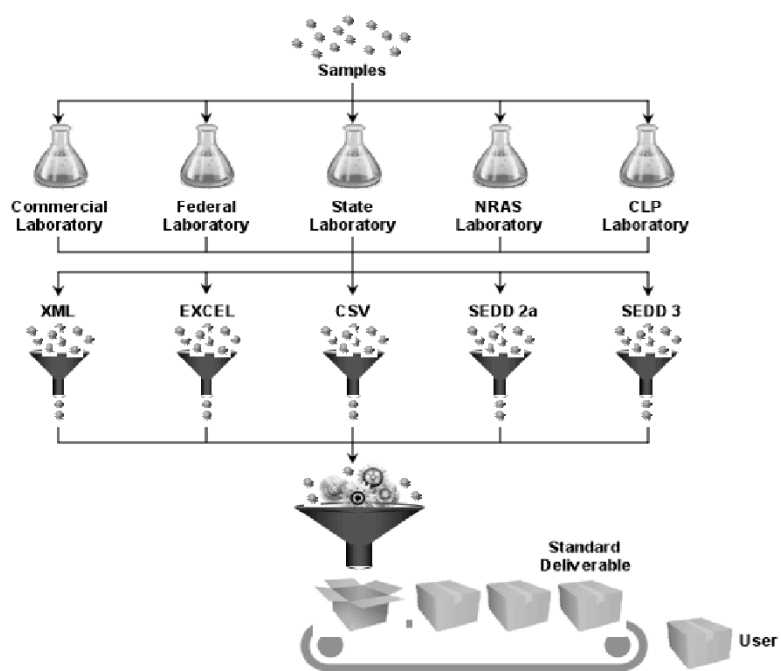 Samples
Commercial
Laboratory
Federal
Laboratory
State
Laboratory
NRAS
Laboratory
CLP
Laboratory
XML
EXCEL
CSV
SEDD 2a
SEDD 3
Standard
Deliverable
User